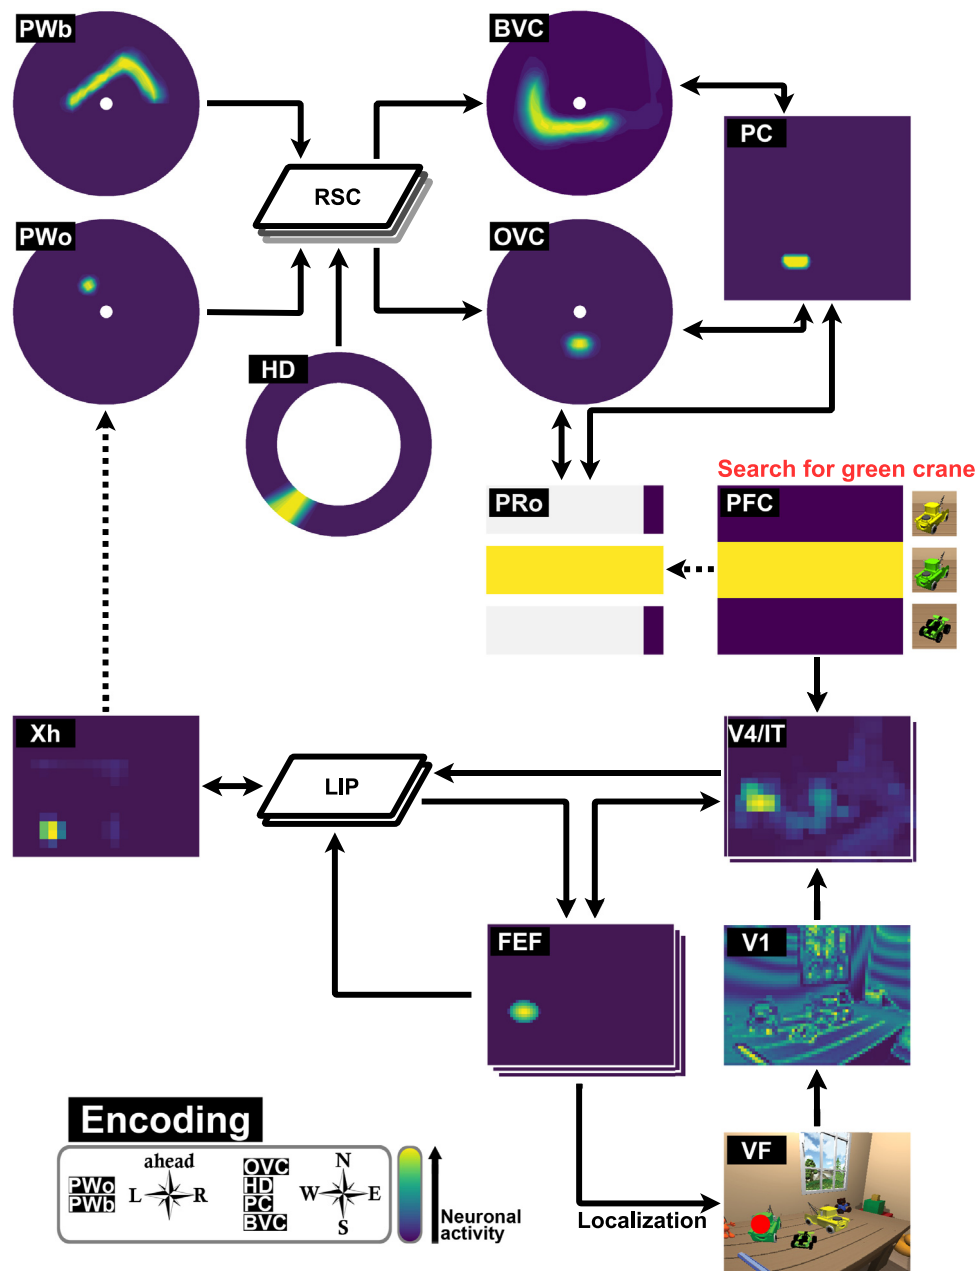 PWb
BVC
PC
RSC
PWo
OVC
HD
Search for green crane
PRo
PFC
Xh
LIP
V4/IT
FEF
V1
Encoding
VF
ahead
PWo
PWb
L
R
OVC
HD
PC
BVC
N
W
E
S
Neuronal
activity
Localization